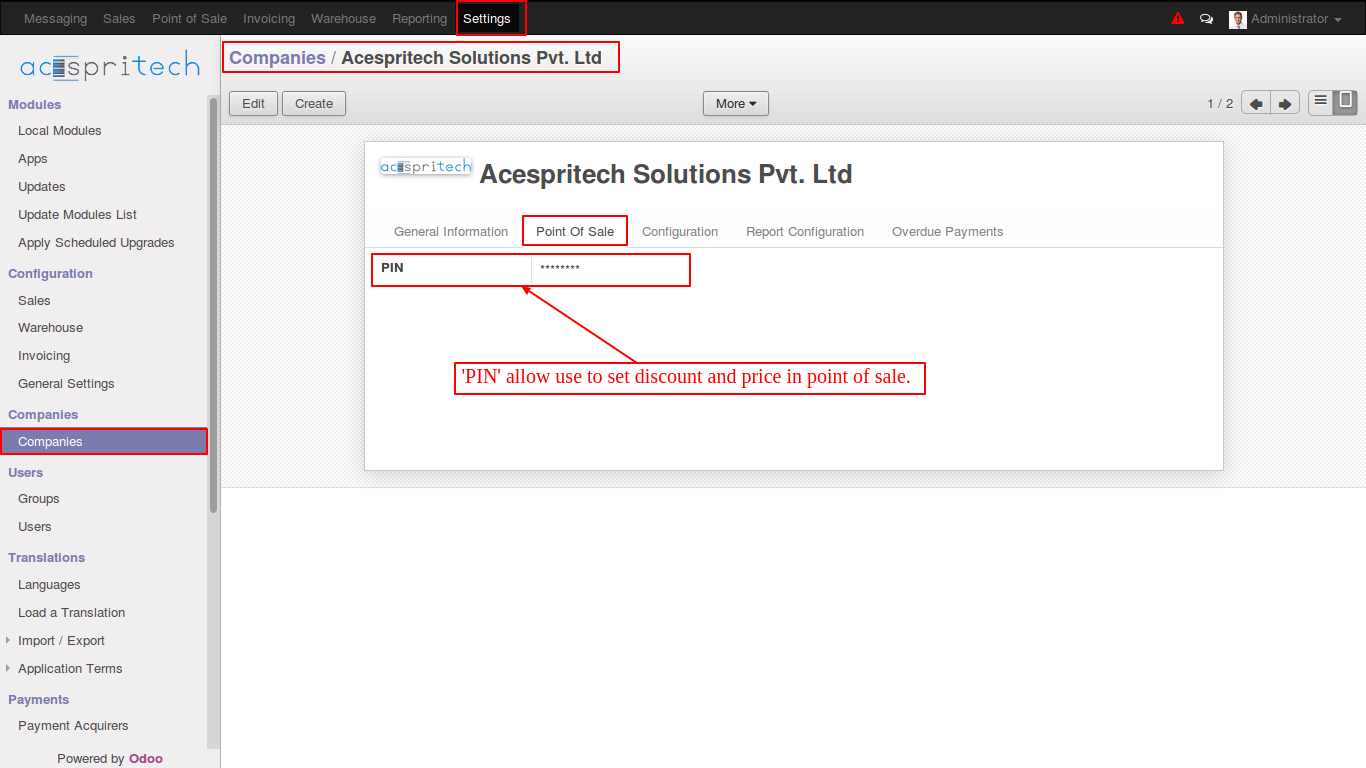 Messaging Sales Point of Sale Invoicing Warehouse Reporting Settings Administrator
acespritech
Companies / Acespritech Solutions Pvt. Ltd
Edit Create More 1 / 2
Modules
Local Modules
Apps
Updates
Update Modules List
Apply Scheduled Upgrades
Configuration
Sales
Warehouse
Invoicing
General Settings
Companies
Companies
Users
Groups
Users
Translations
Languages
Load a Translation
Import / Export
Application Terms
Payments
Payment Acquirers
Powered by Odoo
acespritech Acespritech Solutions Pvt. Ltd
General Information Point Of Sale Configuration Report Configuration Overdue Payments
PIN ********
'PIN' allow use to set discount and price in point of sale.